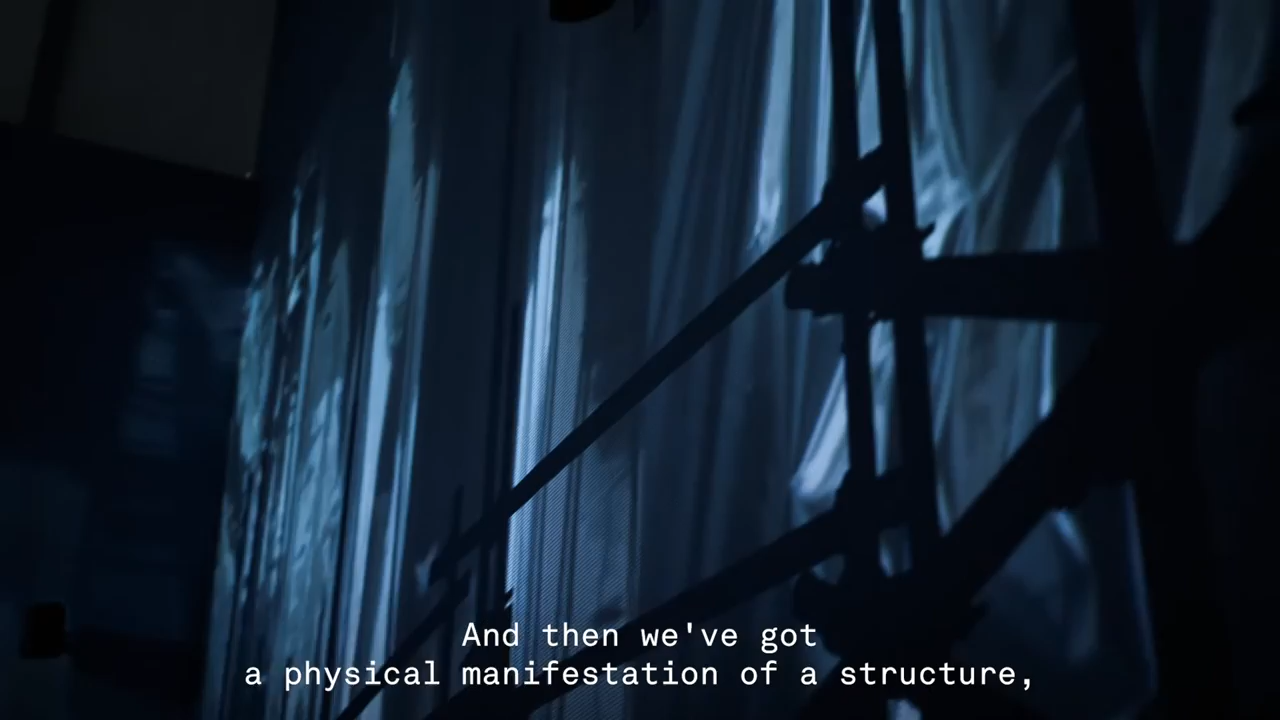 And then we've got
a physical manifestation of a structure,